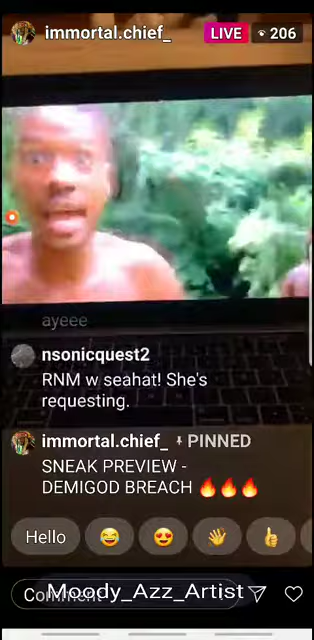 immortal.chief_ LIVE 206
ayeee
nsonicquest2
RNM w seahat! She's
requesting.
immortal.chief_ PINNED
SNEAK PREVIEW -
DEMIGOD BREACH 🔥🔥🔥
Hello 😂 😍 👋 👍
Comment
Moody_Azz_Artist